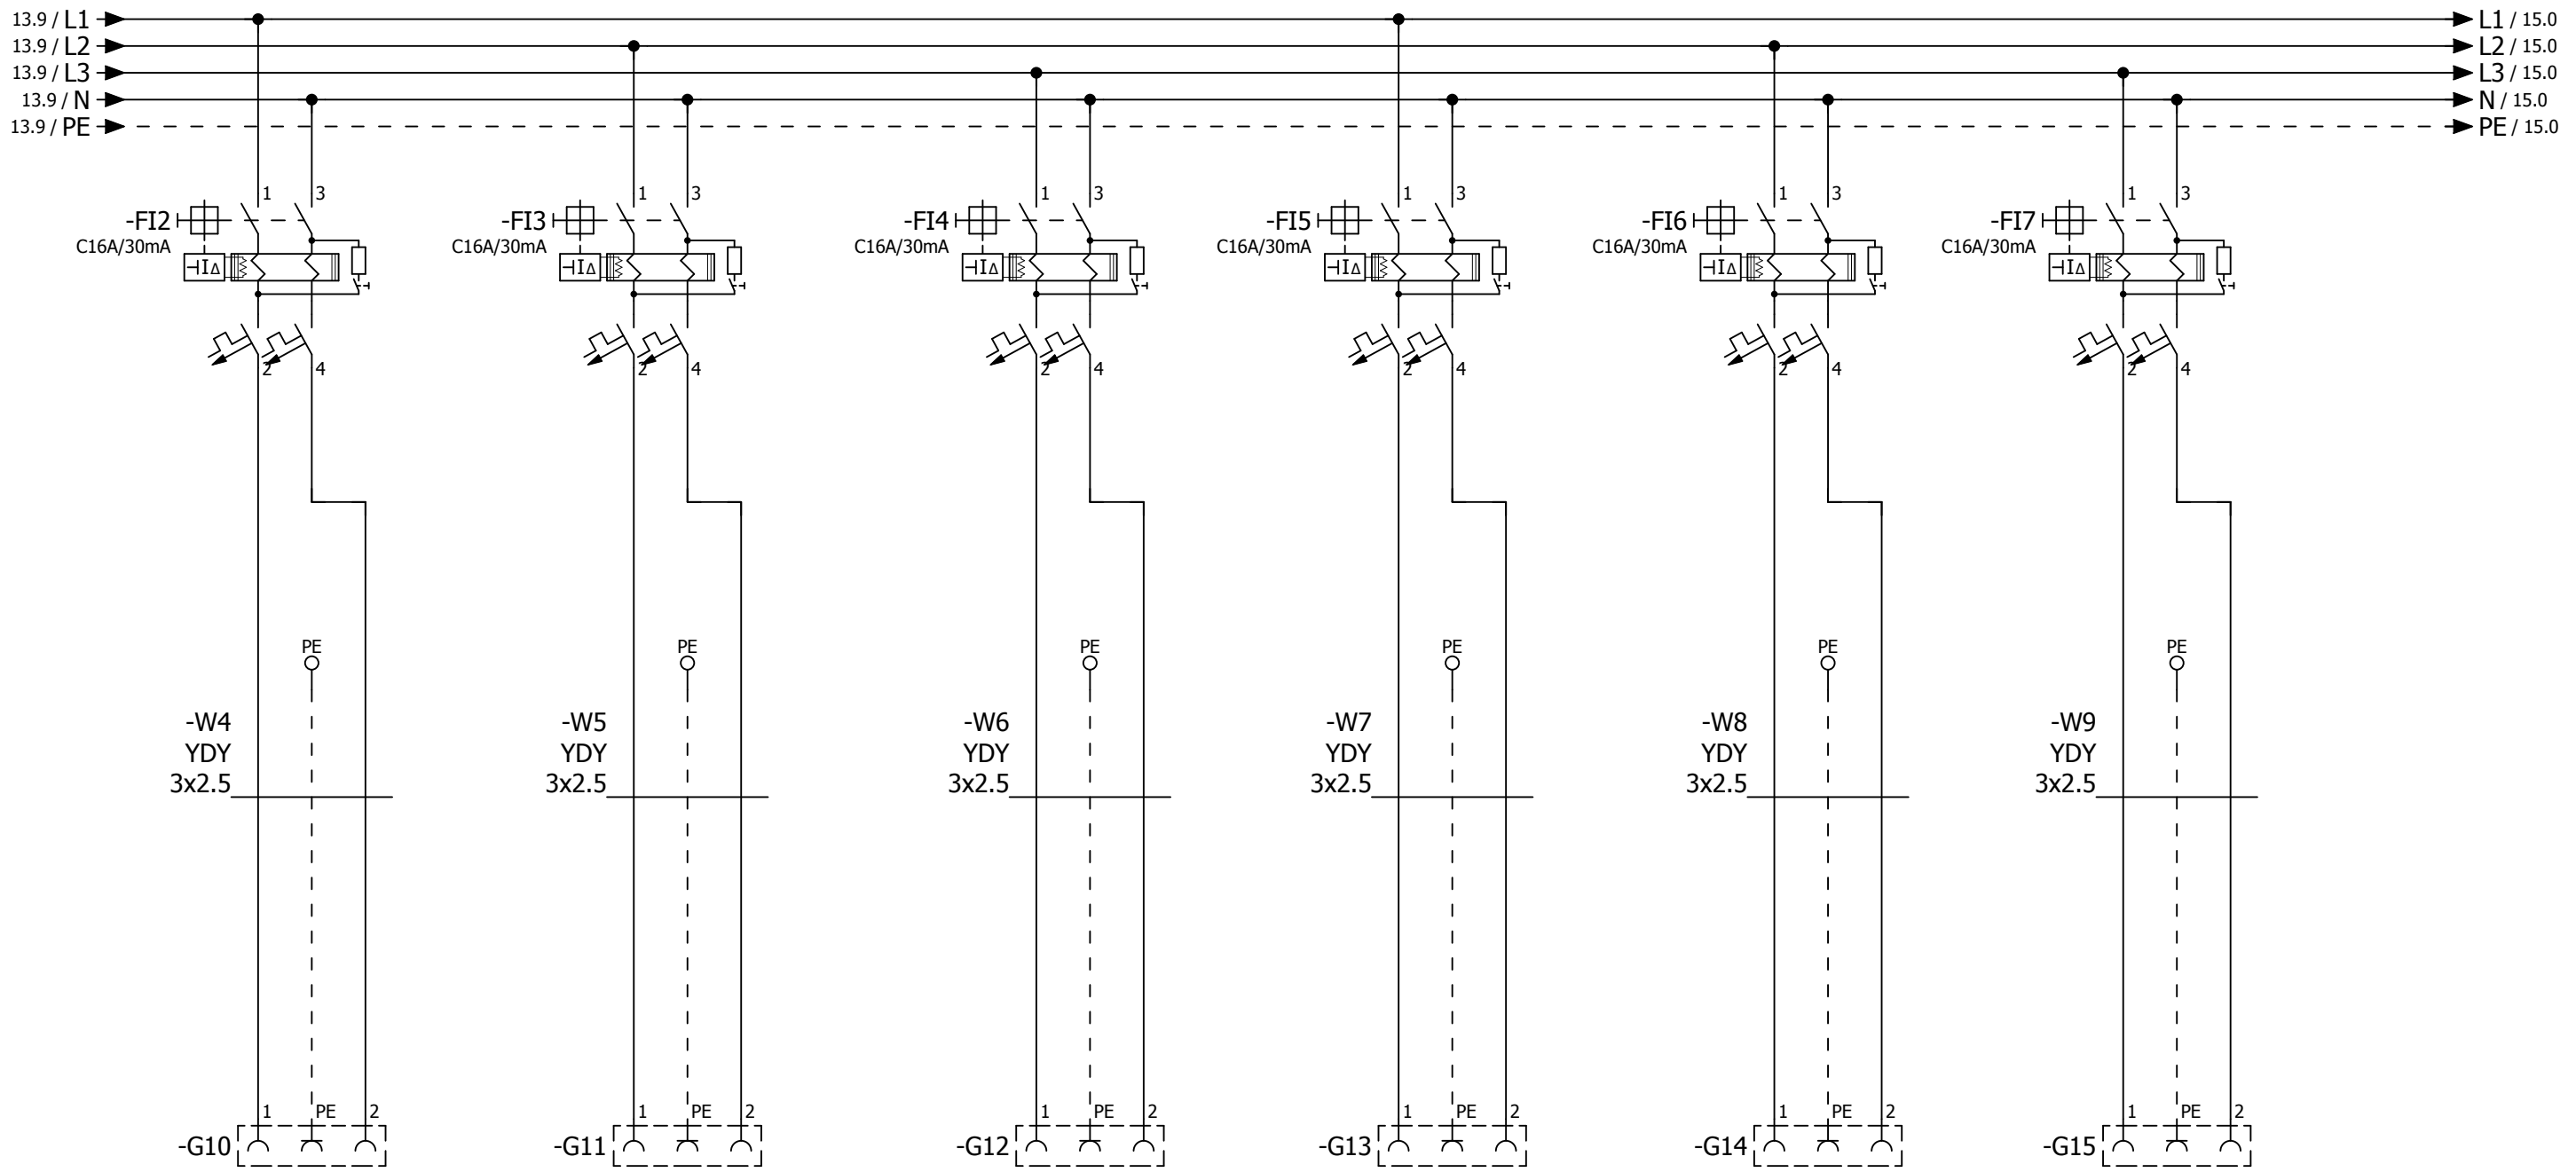 13.9 / L1 L1 / 15.0
13.9 / L2 L2 / 15.0
13.9 / L3 L3 / 15.0
13.9 / N N / 15.0
13.9 / PE PE / 15.0
1 3 1 3 1 3 1 3 1 3 1 3
-FI2 -FI3 -FI4 -FI5 -FI6 -FI7
C16A/30mA C16A/30mA C16A/30mA C16A/30mA C16A/30mA C16A/30mA
IΔ IΔ IΔ IΔ IΔ IΔ
2 4 2 4 2 4 2 4 2 4 2 4
PE PE PE PE PE PE
-W4 -W5 -W6 -W7 -W8 -W9
YDY YDY YDY YDY YDY YDY
3x2.5 3x2.5 3x2.5 3x2.5 3x2.5 3x2.5
1 PE 2 1 PE 2 1 PE 2 1 PE 2 1 PE 2 1 PE 2
-G10 -G11 -G12 -G13 -G14 -G15